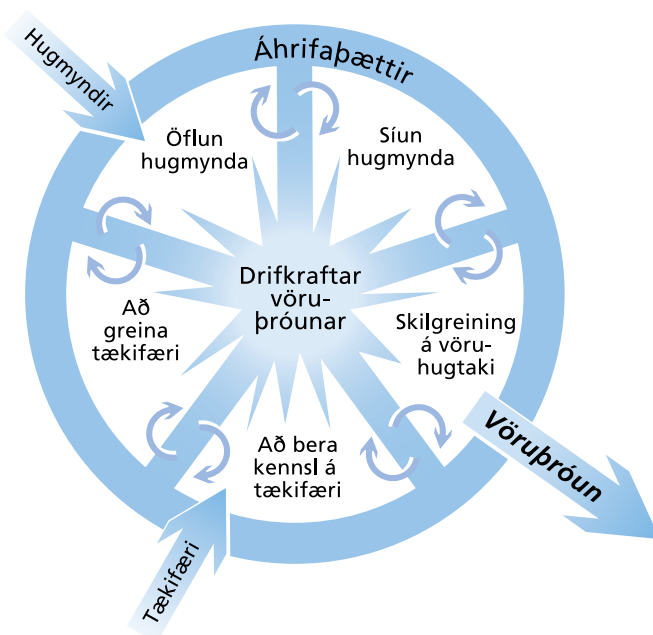 Hugmyndir
Áhrifaþættir
Öflun
hugmynda
Síun
hugmynda
Drifkraftar
vöru-
þróunar
Að
greina
tækifæri
Skilgreining
á vöru-
hugtaki
Að bera
kennsl á
tækifæri
Vöruþróun
Tækifæri